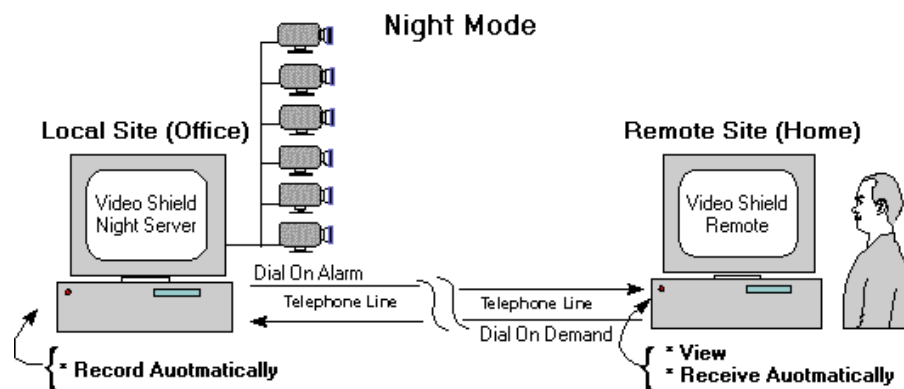 Night Mode
Local Site (Office)
Remote Site (Home)
Video Shield
Night Server
Video Shield
Remote
Dial On Alarm
Telephone Line
Telephone Line
Dial On Demand
* Record Auotmatically
* View
* Receive Auotmatically